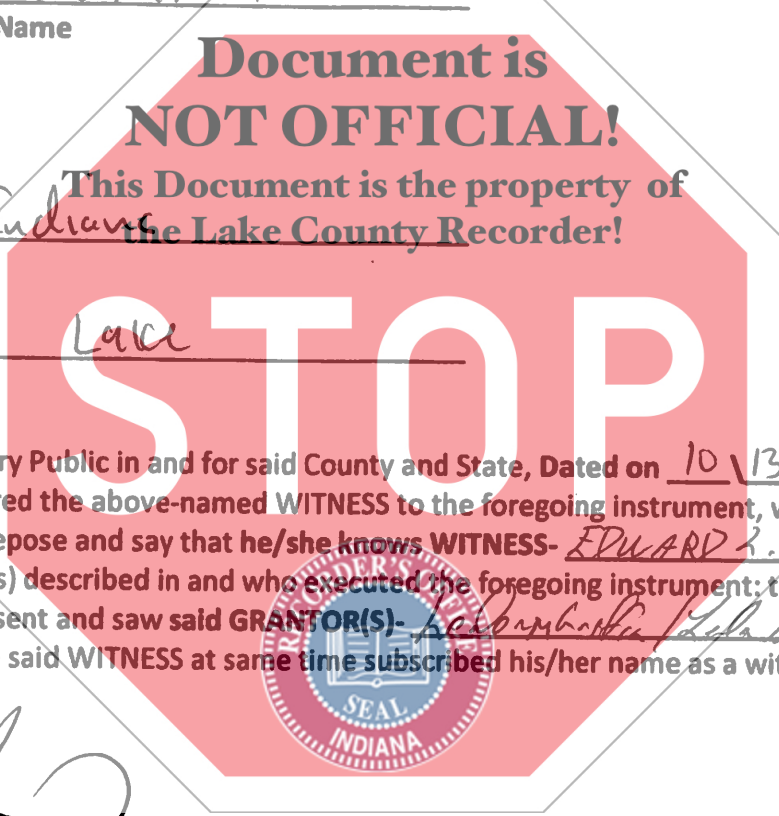 Name
Document is
NOT OFFICIAL!
This Document is the property of
the Lake County Recorder!
Indiana
Lake
STOP
ry Public in and for said County and State, Dated on 10 \ 13
red the above-named WITNESS to the foregoing instrument, w
epose and say that he/she knows WITNESS- EDWARD L.
s) described in and who executed the foregoing instrument: t
sent and saw said GRANTOR(S)-
said WITNESS at same time subscribed his/her name as a wit
RECORDER'S OFFICE
SEAL
INDIANA